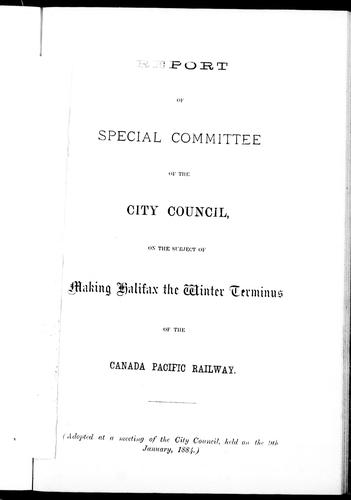 REPORT
OF
SPECIAL COMMITTEE
OF THE
CITY COUNCIL,
ON THE SUBJECT OF
Making Halifax the Winter Terminus
OF THE
CANADA PACIFIC RAILWAY.
(Adopted at a meeting of the City Council, held on the 9th
January, 1884.)